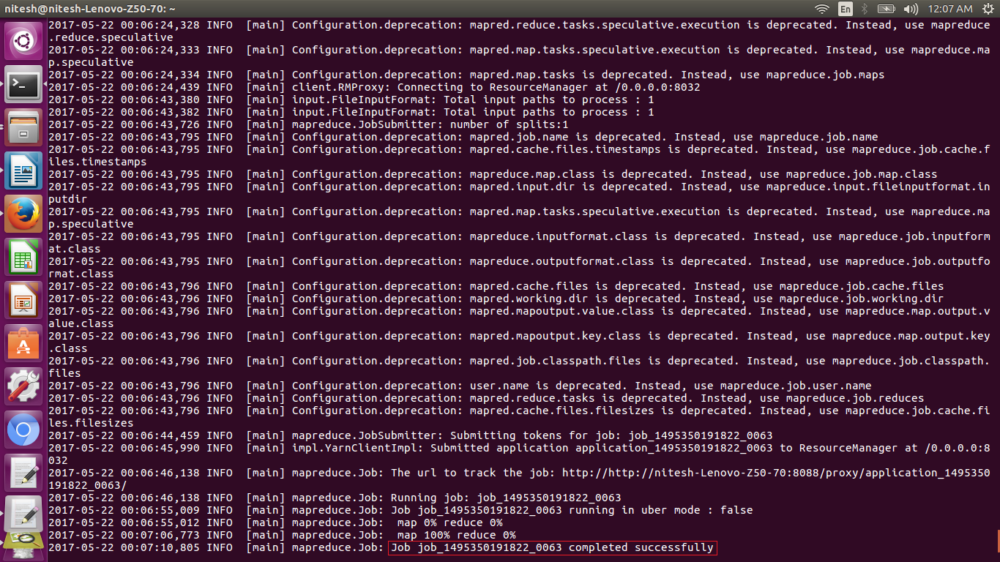 nitesh@nitesh-Lenovo-Z50-70: ~
En
12:07 AM
2017-05-22 00:06:24,328 INFO  [main] Configuration.deprecation: mapred.reduce.tasks.speculative.execution is deprecated. Instead, use mapreduce
.reduce.speculative
2017-05-22 00:06:24,333 INFO  [main] Configuration.deprecation: mapred.map.tasks.speculative.execution is deprecated. Instead, use mapreduce.ma
p.speculative
2017-05-22 00:06:24,334 INFO  [main] Configuration.deprecation: mapred.map.tasks is deprecated. Instead, use mapreduce.job.maps
2017-05-22 00:06:24,439 INFO  [main] client.RMProxy: Connecting to ResourceManager at /0.0.0.0:8032
2017-05-22 00:06:43,380 INFO  [main] input.FileInputFormat: Total input paths to process : 1
2017-05-22 00:06:43,382 INFO  [main] input.FileInputFormat: Total input paths to process : 1
2017-05-22 00:06:43,726 INFO  [main] mapreduce.JobSubmitter: number of splits:1
2017-05-22 00:06:43,795 INFO  [main] Configuration.deprecation: mapred.job.name is deprecated. Instead, use mapreduce.job.name
2017-05-22 00:06:43,795 INFO  [main] Configuration.deprecation: mapred.cache.files.timestamps is deprecated. Instead, use mapreduce.job.cache.f
iles.timestamps
2017-05-22 00:06:43,795 INFO  [main] Configuration.deprecation: mapreduce.map.class is deprecated. Instead, use mapreduce.job.map.class
2017-05-22 00:06:43,795 INFO  [main] Configuration.deprecation: mapred.input.dir is deprecated. Instead, use mapreduce.input.fileinputformat.in
putdir
2017-05-22 00:06:43,795 INFO  [main] Configuration.deprecation: mapred.map.tasks.speculative.execution is deprecated. Instead, use mapreduce.ma
p.speculative
2017-05-22 00:06:43,795 INFO  [main] Configuration.deprecation: mapreduce.inputformat.class is deprecated. Instead, use mapreduce.job.inputform
at.class
2017-05-22 00:06:43,795 INFO  [main] Configuration.deprecation: mapreduce.outputformat.class is deprecated. Instead, use mapreduce.job.outputfo
rmat.class
2017-05-22 00:06:43,796 INFO  [main] Configuration.deprecation: mapred.cache.files is deprecated. Instead, use mapreduce.job.cache.files
2017-05-22 00:06:43,796 INFO  [main] Configuration.deprecation: mapred.working.dir is deprecated. Instead, use mapreduce.job.working.dir
2017-05-22 00:06:43,796 INFO  [main] Configuration.deprecation: mapred.mapoutput.value.class is deprecated. Instead, use mapreduce.map.output.v
alue.class
2017-05-22 00:06:43,796 INFO  [main] Configuration.deprecation: mapred.mapoutput.key.class is deprecated. Instead, use mapreduce.map.output.key
.class
2017-05-22 00:06:43,796 INFO  [main] Configuration.deprecation: mapred.job.classpath.files is deprecated. Instead, use mapreduce.job.classpath.
files
2017-05-22 00:06:43,796 INFO  [main] Configuration.deprecation: user.name is deprecated. Instead, use mapreduce.job.user.name
2017-05-22 00:06:43,796 INFO  [main] Configuration.deprecation: mapred.reduce.tasks is deprecated. Instead, use mapreduce.job.reduces
2017-05-22 00:06:43,796 INFO  [main] Configuration.deprecation: mapred.cache.files.filesizes is deprecated. Instead, use mapreduce.job.cache.fi
les.filesizes
2017-05-22 00:06:44,459 INFO  [main] mapreduce.JobSubmitter: Submitting tokens for job: job_1495350191822_0063
2017-05-22 00:06:45,990 INFO  [main] impl.YarnClientImpl: Submitted application application_1495350191822_0063 to ResourceManager at /0.0.0.0:8
032
2017-05-22 00:06:46,138 INFO  [main] mapreduce.Job: The url to track the job: http://http://nitesh-Lenovo-Z50-70:8088/proxy/application_1495350
191822_0063/
2017-05-22 00:06:46,138 INFO  [main] mapreduce.Job: Running job: job_1495350191822_0063
2017-05-22 00:06:55,009 INFO  [main] mapreduce.Job: Job job_1495350191822_0063 running in uber mode : false
2017-05-22 00:06:55,012 INFO  [main] mapreduce.Job:  map 0% reduce 0%
2017-05-22 00:07:06,773 INFO  [main] mapreduce.Job:  map 100% reduce 0%
2017-05-22 00:07:10,805 INFO  [main] mapreduce.Job: Job job_1495350191822_0063 completed successfully